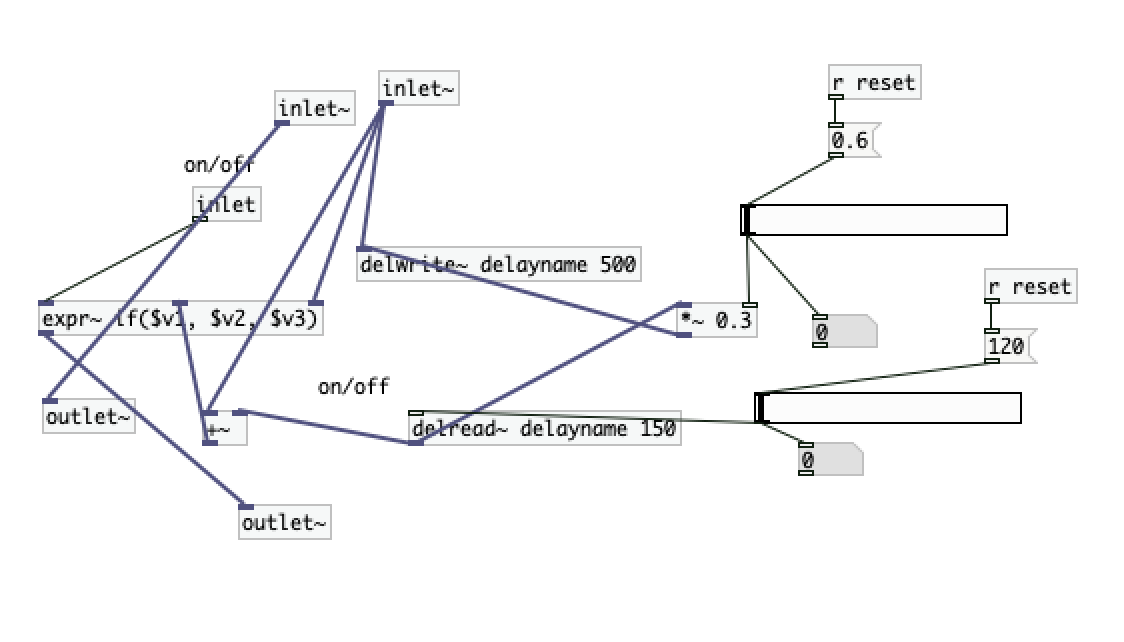 inlet~
r reset
inlet~
0.6
on/off
inlet
delwrite~ delayname 500
r reset
expr~ if($v1, $v2, $v3)
*~ 0.3
0
120
on/off
outlet~
+~
delread~ delayname 150
0
outlet~